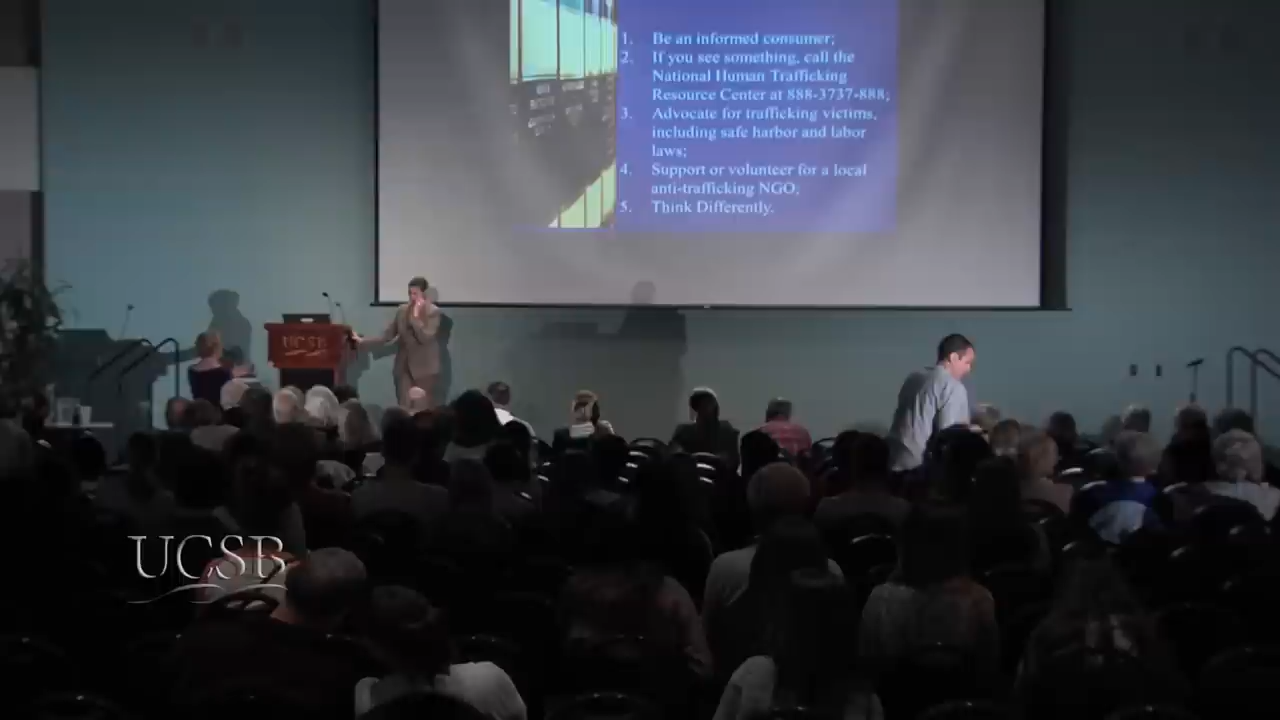 1. Be an informed consumer;
2. If you see something, call the
National Human Trafficking
Resource Center at 888-3737-888;
3. Advocate for trafficking victims,
including safe harbor and labor
laws;
4. Support or volunteer for a local
anti-trafficking NGO;
5. Think Differently.
UCSB
UCSB